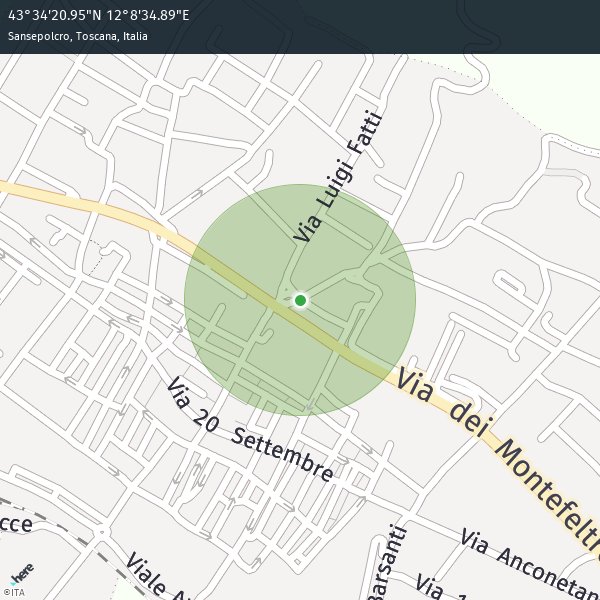 43°34'20.95"N 12°8'34.89"E
Sansepolcro, Toscana, Italia
Via Luigi Fatti
Via dei Montefeltro
Via 20 Settembre
cce
Barsanti
Via Anconetan
Viale A
Via 1
here
©ITA